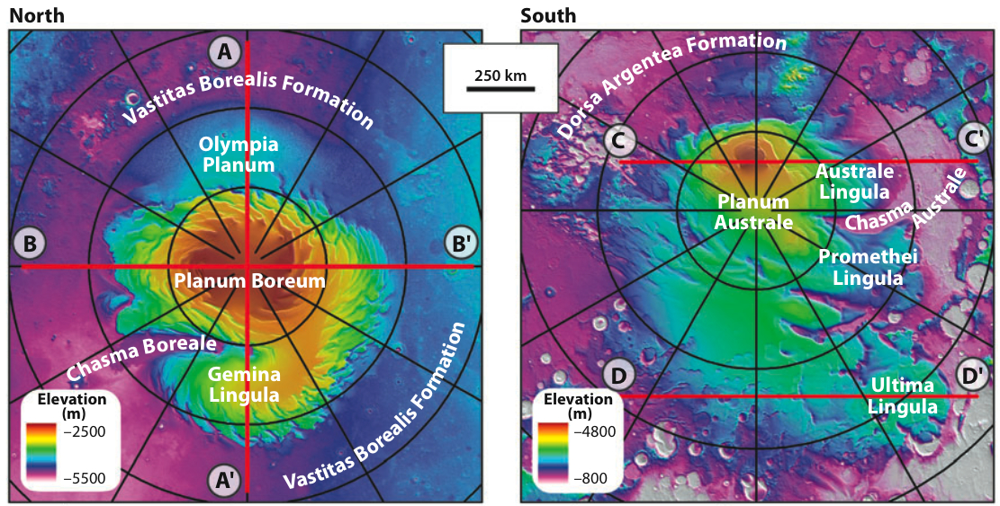 North
South
A
Vastitas Borealis Formation
250 km
Dorsa Argentea Formation
Olympia
Planum
C
C'
Australe
Lingula
Planum
Australe
Chasma Australe
B
B'
Planum Boreum
Promethei
Lingula
Chasma Boreale
Gemina
Lingula
Vastitas Borealis Formation
D
D'
Ultima
Lingula
Elevation
(m)
−2500
−5500
A'
Elevation
(m)
−4800
−800